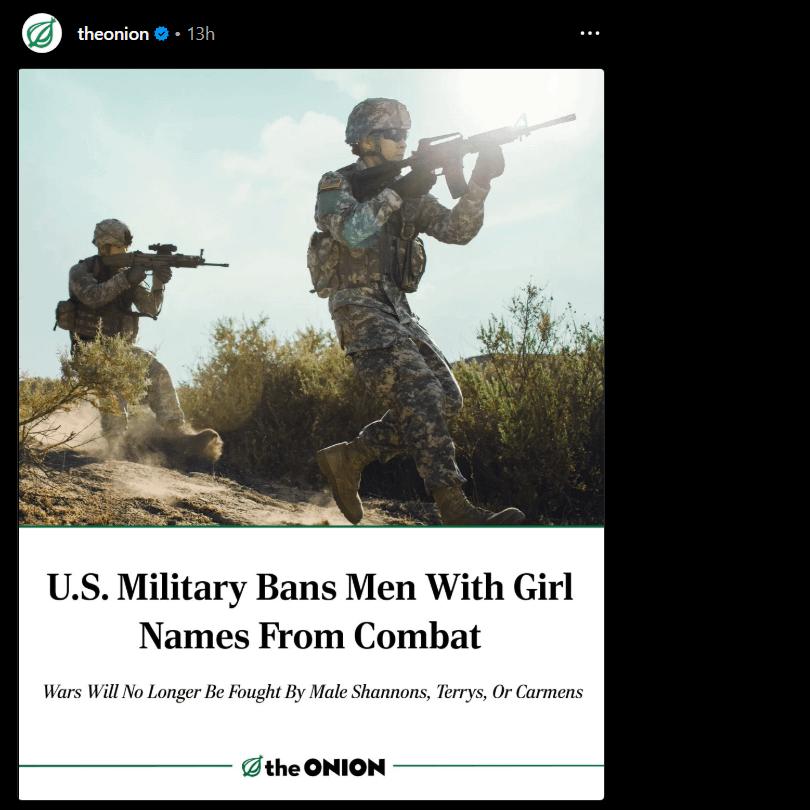 theonion • 13h
U.S. Military Bans Men With Girl
Names From Combat
Wars Will No Longer Be Fought By Male Shannons, Terrys, Or Carmens
the ONION